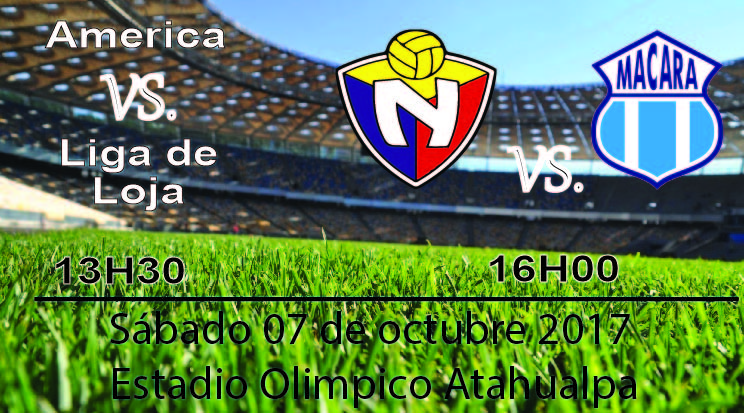 America
vs.
Liga de
Loja
13H30
N
MACARA
vs.
16H00
Sábado 07 de octubre 2017
Estadio Olimpico Atahualpa